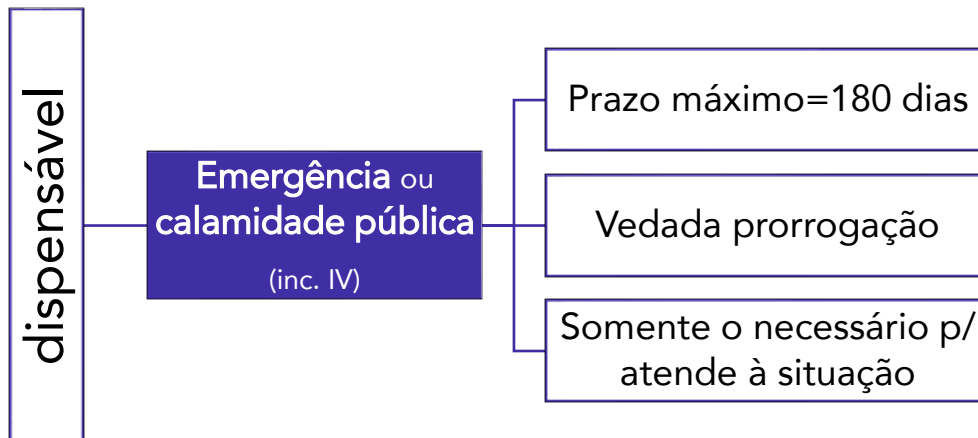 dispensável
Emergência ou
calamidade pública
(inc. IV)
Prazo máximo=180 dias
Vedada prorrogação
Somente o necessário p/
atende à situação